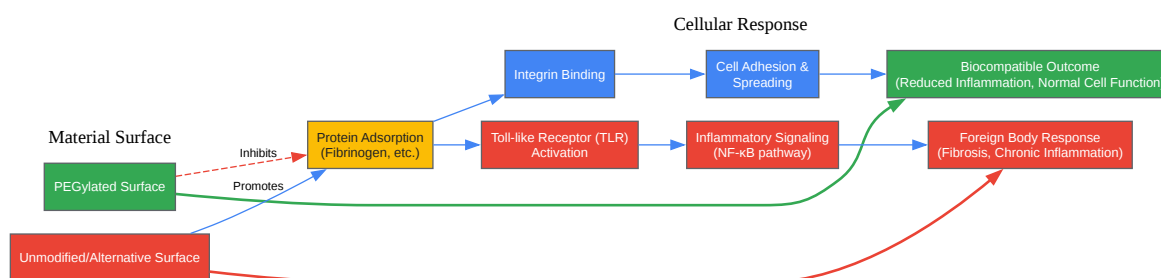 Cellular Response
Integrin Binding
Cell Adhesion &
Spreading
Biocompatible Outcome
(Reduced Inflammation, Normal Cell Function
Material Surface
Inhibits
Promotes
Protein Adsorption
(Fibrinogen, etc.)
Toll-like Receptor (TLR)
Activation
Inflammatory Signaling
(NF-κB pathway)
Foreign Body Response
(Fibrosis, Chronic Inflammation)
PEGylated Surface
Unmodified/Alternative Surface